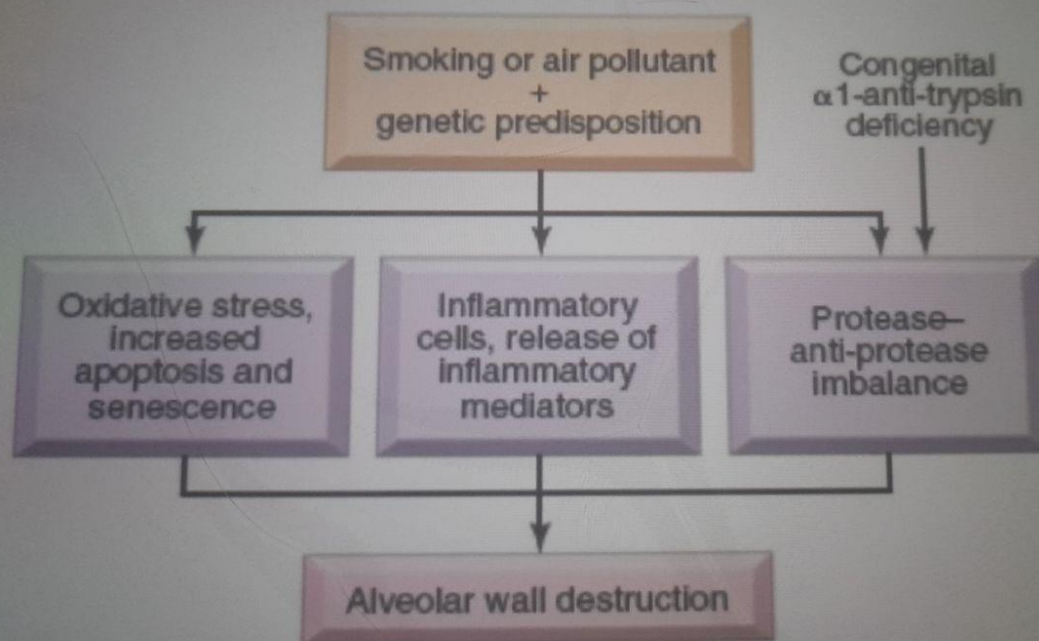 Smoking or air pollutant
+
genetic predisposition
Congenital
α1-anti-trypsin
deficiency
Oxidative stress,
increased
apoptosis and
senescence
Inflammatory
cells, release of
inflammatory
mediators
Protease–
anti-protease
imbalance
Alveolar wall destruction